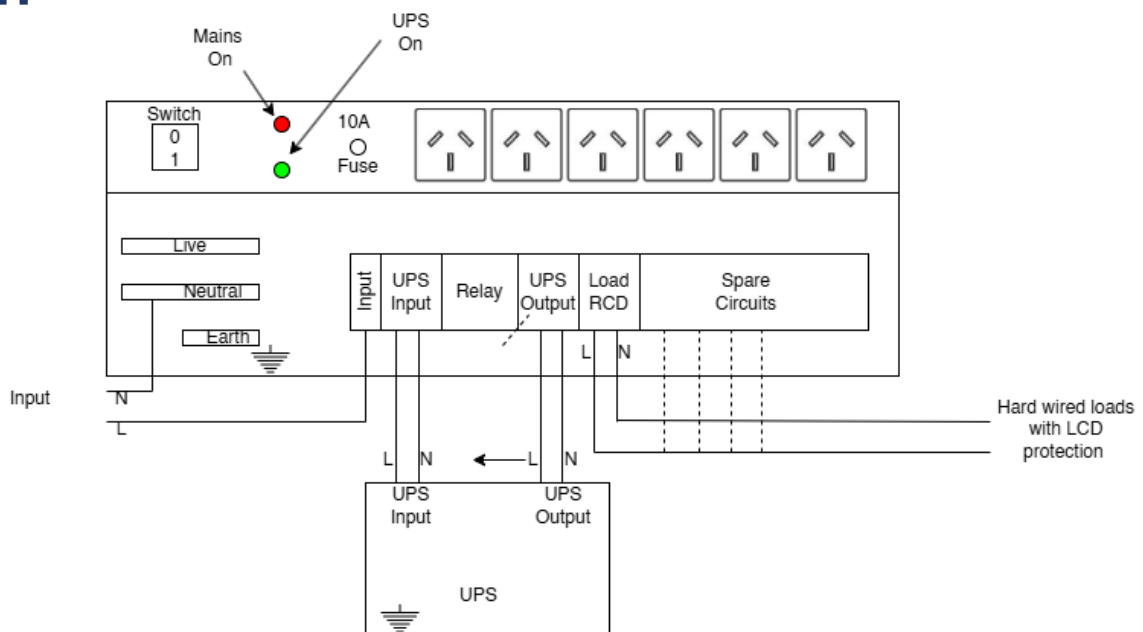 UPS
On
Mains
On
Switch
0
1
10A
Fuse
Live
Neutral
Earth
Input
UPS
Input
Relay
UPS
Output
Load
RCD
Spare
Circuits
L
N
Input
N
L
Hard wired loads
with LCD
protection
L
N
L
N
UPS
Input
UPS
Output
UPS